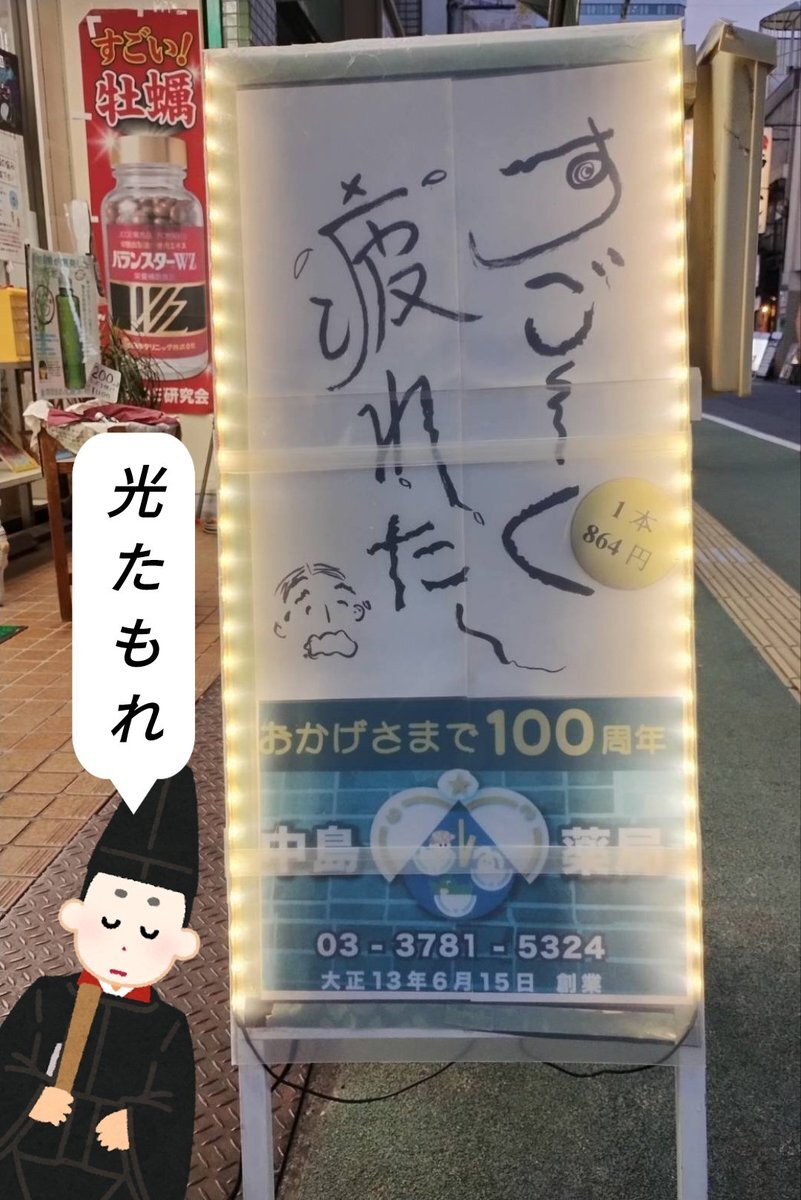 すごーく
疲れた〜
1本
864円
おかげさまで100周年
中島
薬局
03-3781-5324
大正13年6月15日 創業
光たもれ
すごい!
牡蠣
バランスターWZ
研究会
200